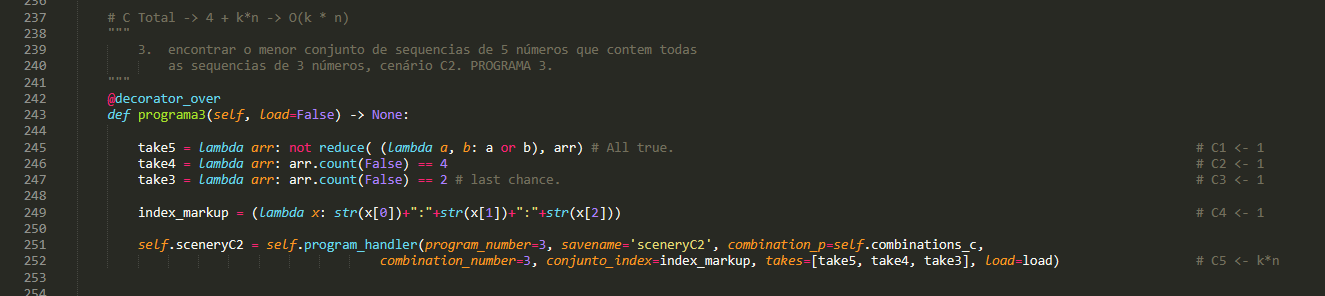 236
237 # C Total -> 4 + k*n -> O(k * n)
238 """
239 3. encontrar o menor conjunto de sequencias de 5 números que contem todas
240 as sequencias de 3 números, cenário C2. PROGRAMA 3.
241 """
242 @decorator_over
243 def programa3(self, load=False) -> None:
244
245 take5 = lambda arr: not reduce( (lambda a, b: a or b), arr) # All true. # C1 <- 1
246 take4 = lambda arr: arr.count(False) == 4 # C2 <- 1
247 take3 = lambda arr: arr.count(False) == 2 # last chance. # C3 <- 1
248
249 index_markup = (lambda x: str(x[0])+":"+str(x[1])+":"+str(x[2])) # C4 <- 1
250
251 self.sceneryC2 = self.program_handler(program_number=3, savename='sceneryC2', combination_p=self.combinations_c,
252 combination_number=3, conjunto_index=index_markup, takes=[take5, take4, take3], load=load) # C5 <- k*n
253
254